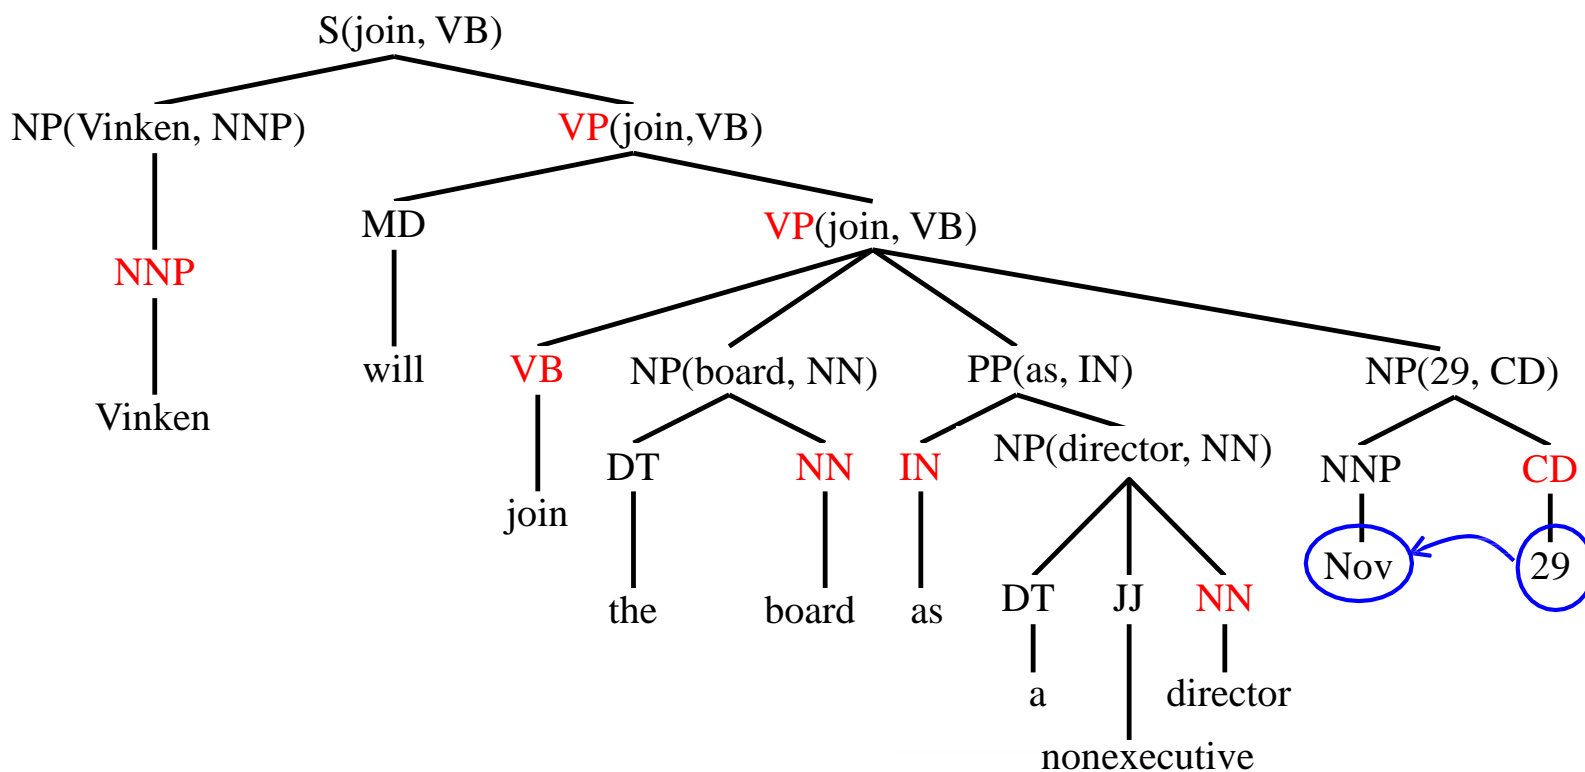 S(join, VB)
NP(Vinken, NNP) VP(join,VB)
MD VP(join, VB)
NNP
will VB NP(board, NN) PP(as, IN) NP(29, CD)
Vinken
DT NN IN NP(director, NN) NNP CD
join
Nov 29
the board as DT JJ NN
a director
nonexecutive